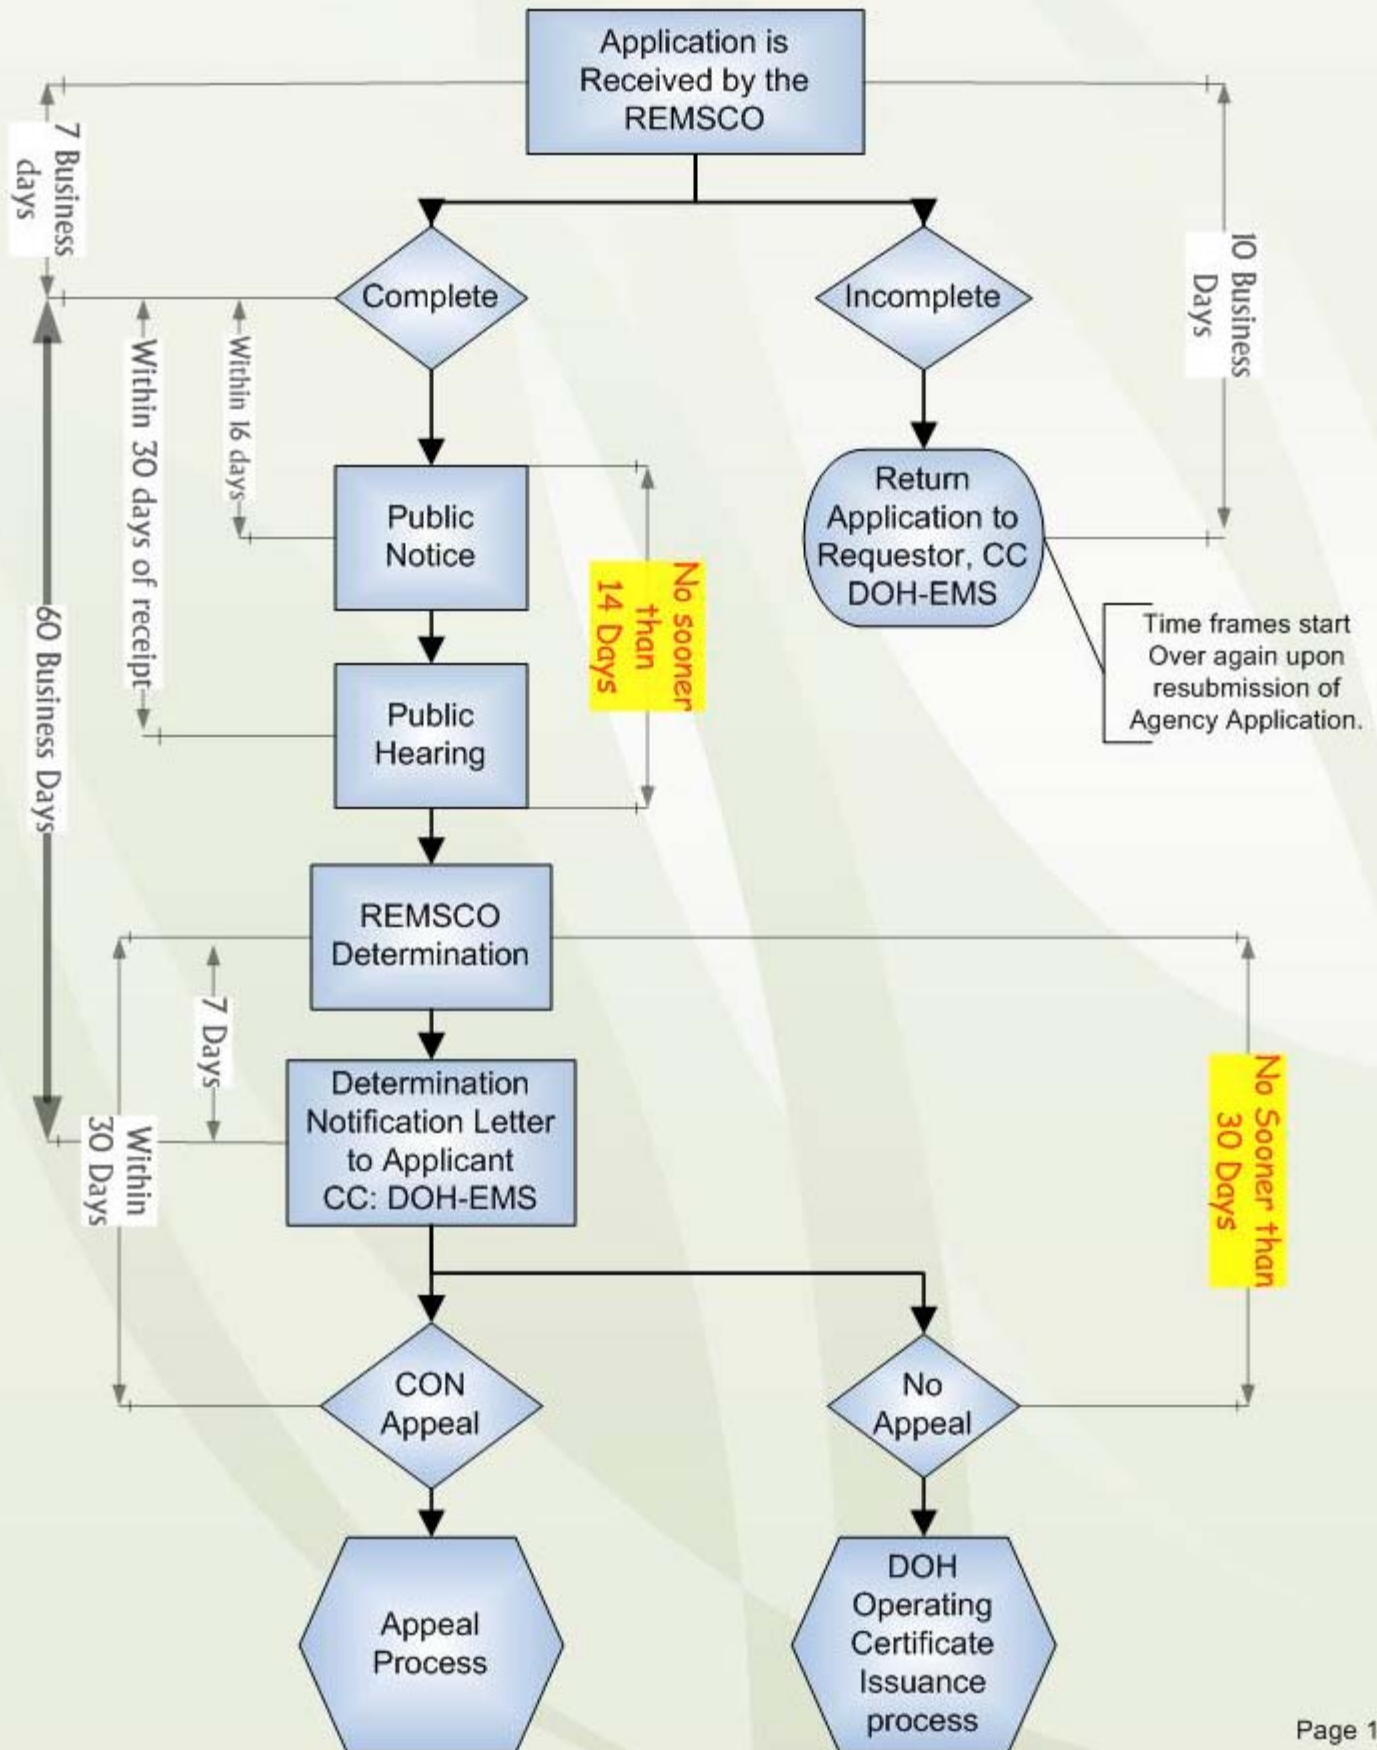 Application is
Received by the
REMSCO
7 Business
days
10 Business
Days
Complete
Incomplete
Within 16 days
Within 30 days of receipt
60 Business Days
Public
Notice
Return
Application to
Requestor, CC
DOH-EMS
No sooner
than
14 Days
Time frames start
Over again upon
resubmission of
Agency Application.
Public
Hearing
REMSCO
Determination
7 Days
Determination
Notification Letter
to Applicant
CC: DOH-EMS
Within
30 Days
No Sooner than
30 Days
CON
Appeal
No
Appeal
Appeal
Process
DOH
Operating
Certificate
Issuance
process
Page 1